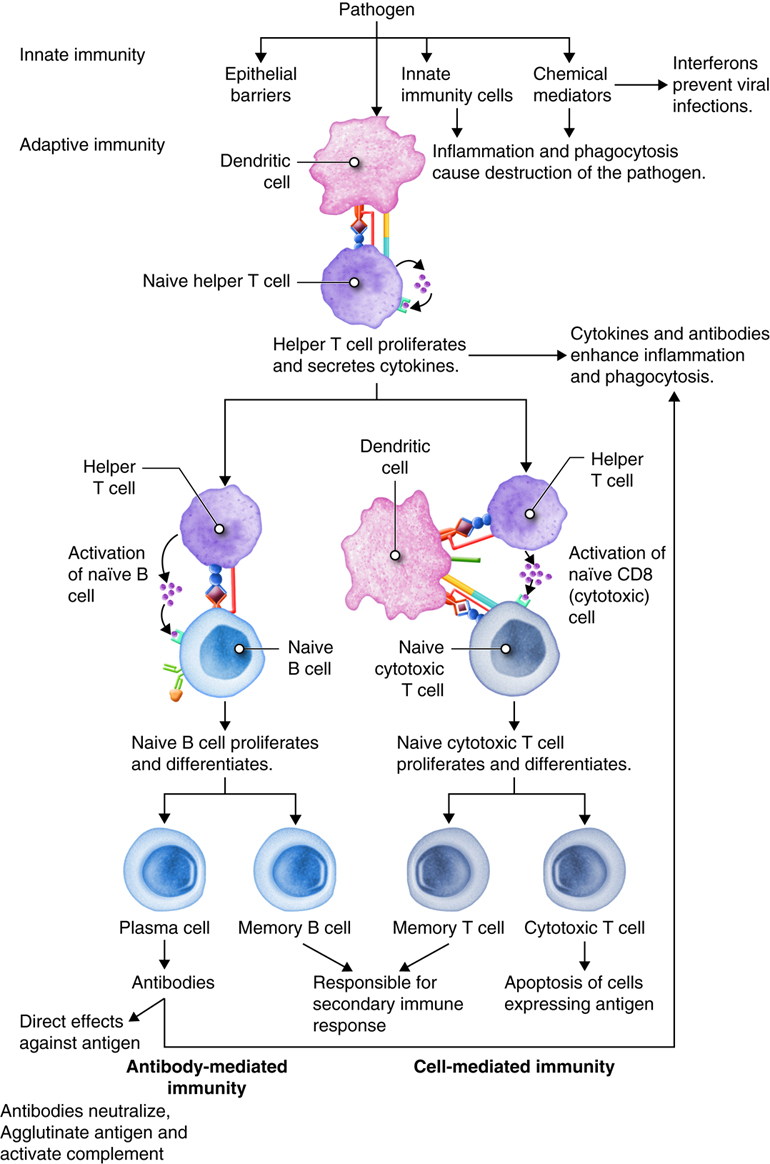 Pathogen
Innate immunity
Epithelial
barriers
Innate
immunity cells
Chemical
mediators
Interferons
prevent viral
infections.
Adaptive immunity
Dendritic
cell
Inflammation and phagocytosis
cause destruction of the pathogen.
Naive helper T cell
Helper T cell proliferates
and secretes cytokines.
Cytokines and antibodies
enhance inflammation
and phagocytosis.
Helper
T cell
Dendritic
cell
Helper
T cell
Activation
of naïve B
cell
Activation of
naïve CD8
(cytotoxic)
cell
Naive
B cell
Naive
cytotoxic
T cell
Naive B cell proliferates
and differentiates.
Naive cytotoxic T cell
proliferates and differentiates.
Plasma cell
Memory B cell
Memory T cell
Cytotoxic T cell
Antibodies
Responsible for
secondary immune
response
Apoptosis of cells
expressing antigen
Direct effects
against antigen
Antibody-mediated
immunity
Cell-mediated immunity
Antibodies neutralize,
Agglutinate antigen and
activate complement